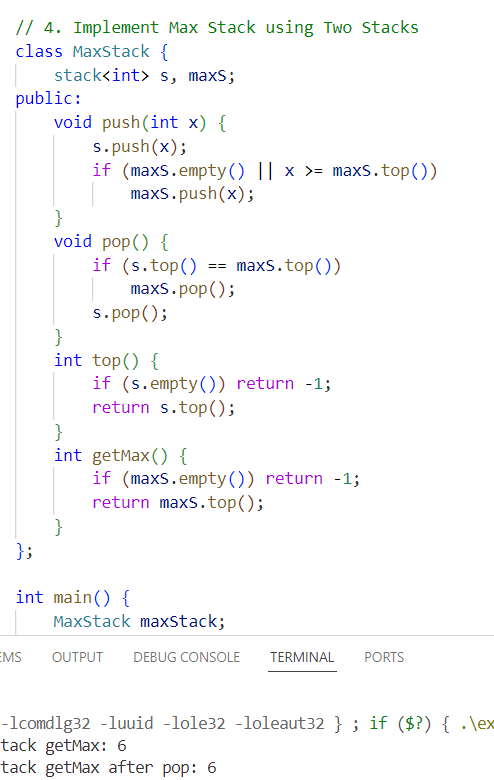 // 4. Implement Max Stack using Two Stacks
class MaxStack {
    stack<int> s, maxS;
public:
    void push(int x) {
        s.push(x);
        if (maxS.empty() || x >= maxS.top())
            maxS.push(x);
    }
    void pop() {
        if (s.top() == maxS.top())
            maxS.pop();
        s.pop();
    }
    int top() {
        if (s.empty()) return -1;
        return s.top();
    }
    int getMax() {
        if (maxS.empty()) return -1;
        return maxS.top();
    }
};

int main() {
    MaxStack maxStack;
EMS OUTPUT DEBUG CONSOLE TERMINAL PORTS
-lcomdlg32 -luuid -lole32 -loleaut32 } ; if ($?) { .\ex
tack getMax: 6
tack getMax after pop: 6